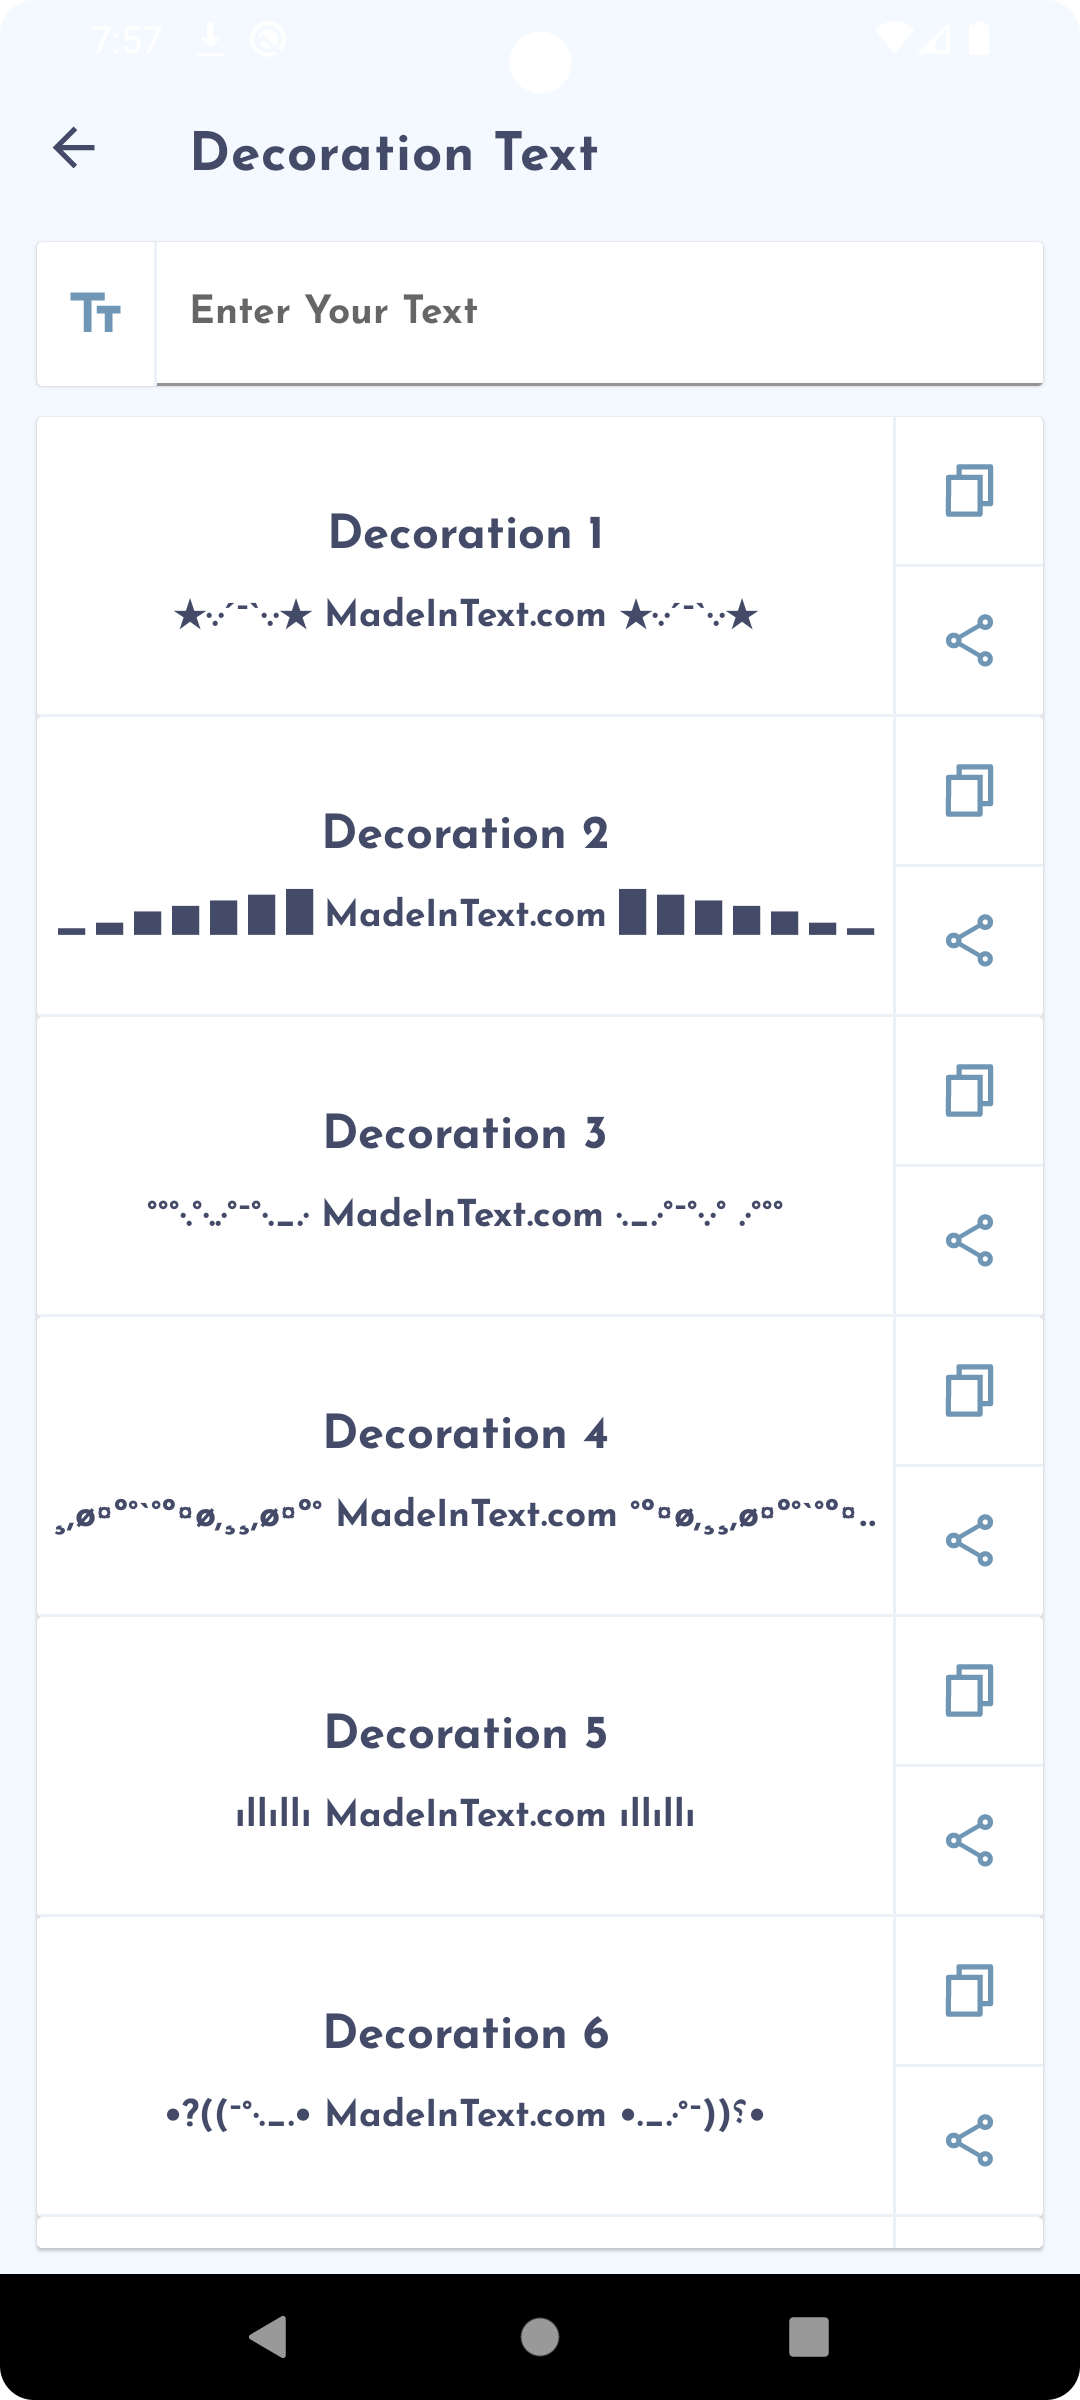 7:57
Decoration Text
Tт
Enter Your Text
Decoration 1
★·.·´¯`·.·★ MadeInText.com ★·.·´¯`·.·★
Decoration 2
▁ ▂ ▄ ▅ ▆ ▇ █ MadeInText.com █ ▇ ▆ ▅ ▄ ▂ ▁
Decoration 3
°°°·.°·..·°¯°·._.· MadeInText.com ·._.·°¯°·.·° .·°°°
Decoration 4
¸,ø¤º°`°º¤ø,¸¸,ø¤º° MadeInText.com °º¤ø,¸¸,ø¤º°`°º¤..
Decoration 5
ıllıllı MadeInText.com ıllıllı
Decoration 6
•?((¯°·._.• MadeInText.com •._.·°¯))؟•